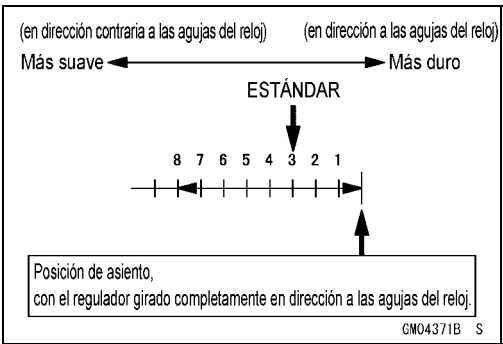 (en dirección contraria a las agujas del reloj) (en dirección a las agujas del reloj)
Más suave Más duro
ESTÁNDAR
8 7 6 5 4 3 2 1
Posición de asiento,
con el regulador girado completamente en dirección a las agujas del reloj.
GM04371B S